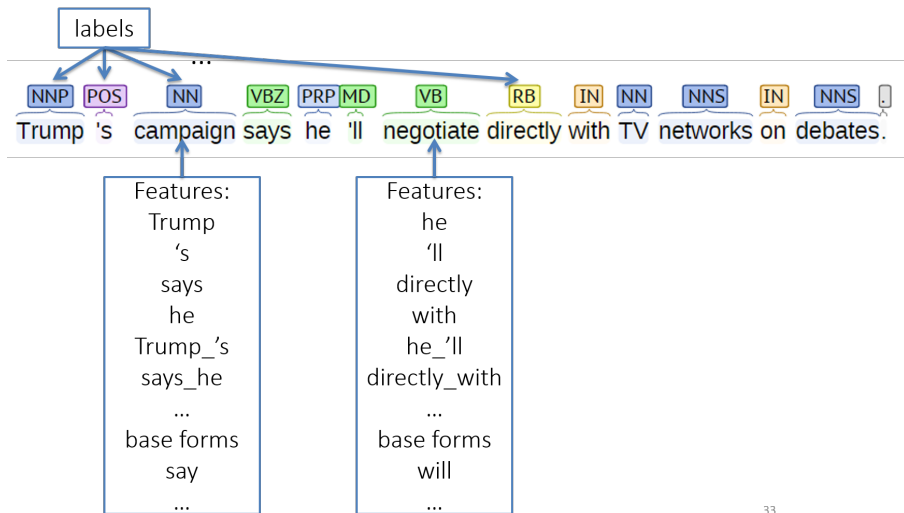 labels
...
NNP POS NN VBZ PRP MD VB RB IN NN NNS IN NNS .
Trump 's campaign says he 'll negotiate directly with TV networks on debates.
Features:
Trump
‘s
says
he
Trump_’s
says_he
...
base forms
say
...
Features:
he
‘ll
directly
with
he_’ll
directly_with
...
base forms
will
...
33